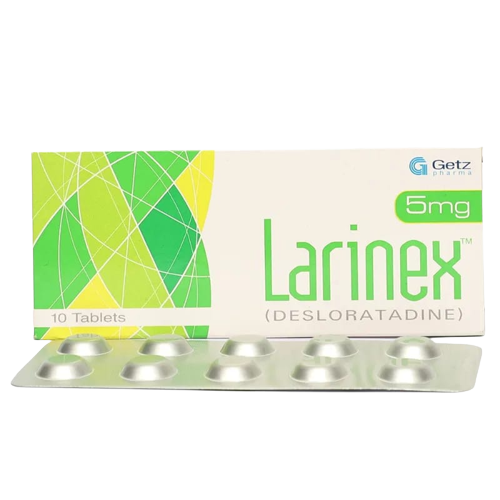 Getz
pharma
5mg
Larinex™
(DESLORATADINE)
10 Tablets